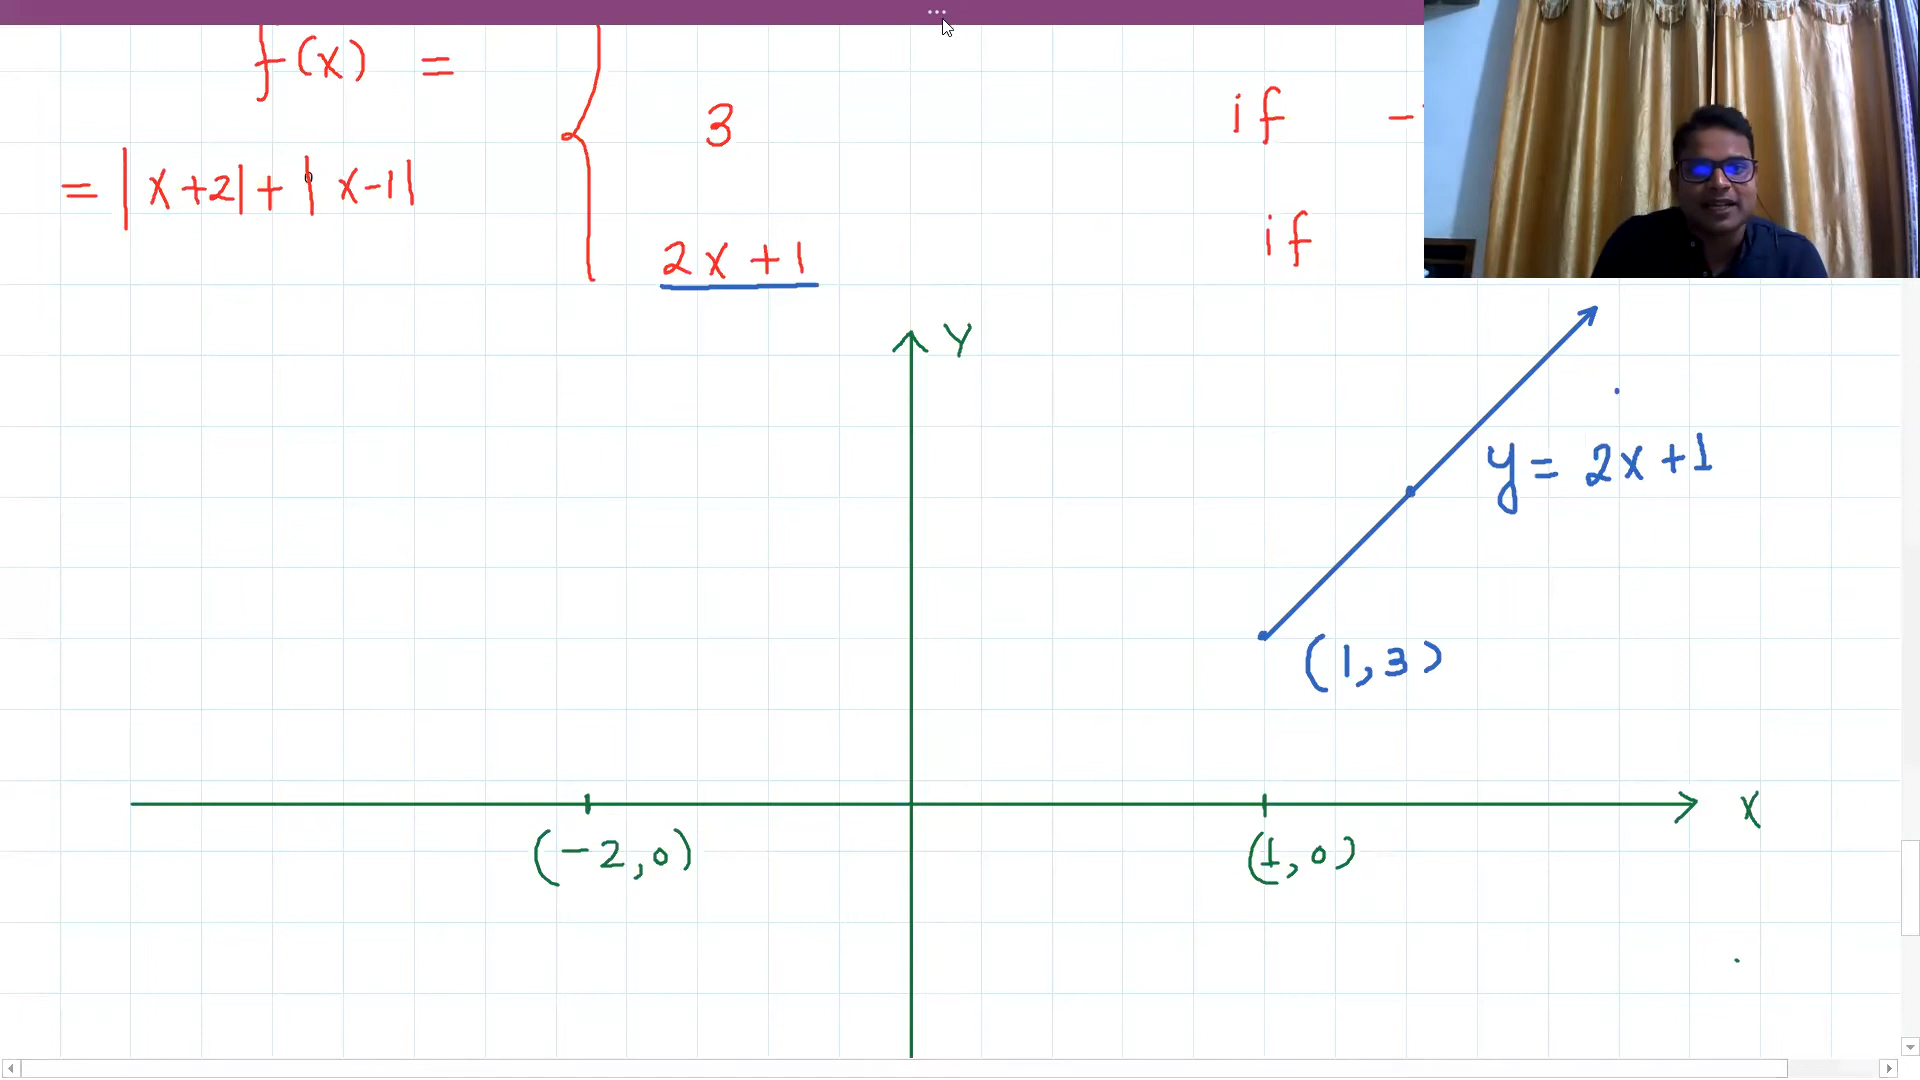 f(x) =
3 if -
= |x+2| + |x-1|
2x+1 if
Y
y = 2x+1
(1,3)
X
(-2,0) (1,0)